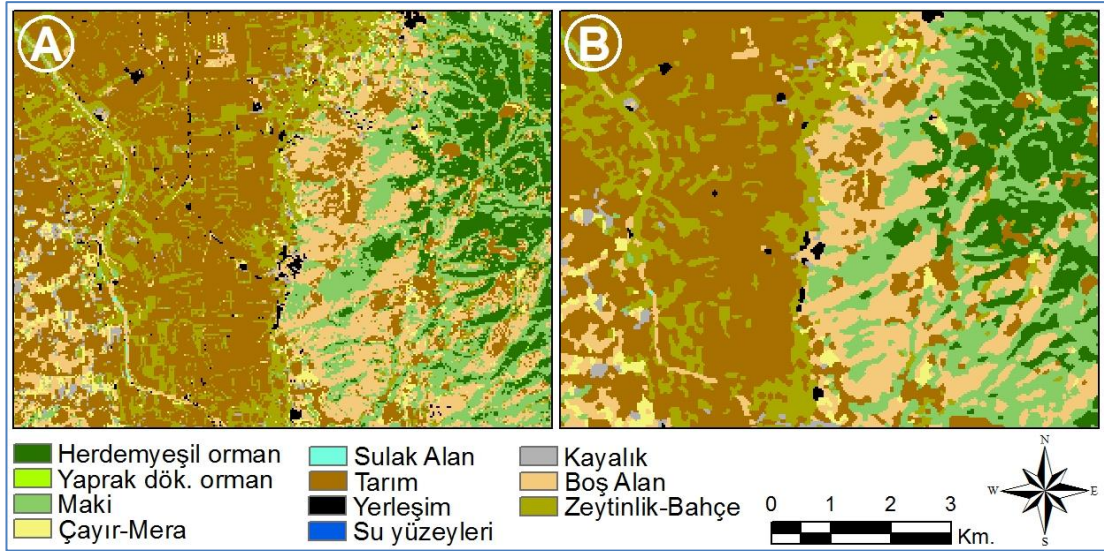 A
B
Herdemyeşil orman
Yaprak dök. orman
Maki
Çayır-Mera
Sulak Alan
Tarım
Yerleşim
Su yüzeyleri
Kayalık
Boş Alan
Zeytinlik-Bahçe
0 1 2 3
Km.
N
W E
S